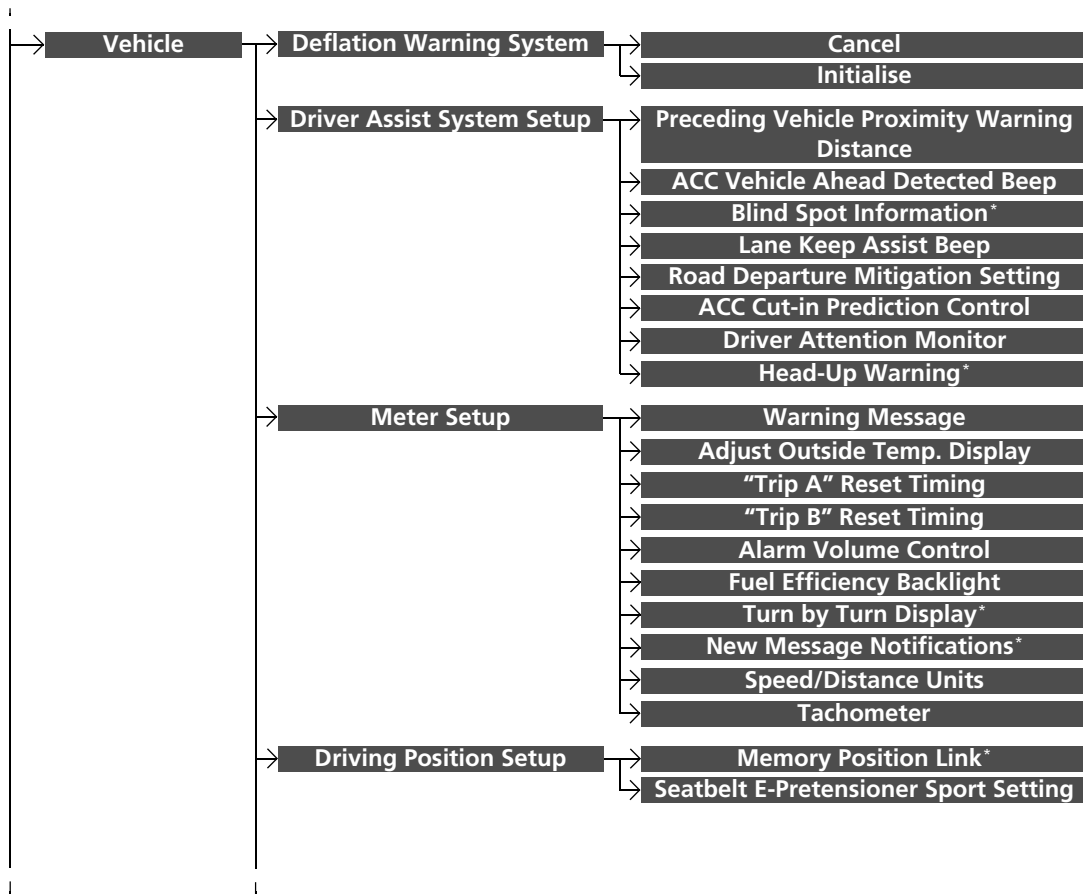 Vehicle
Deflation Warning System
Cancel
Initialise
Driver Assist System Setup
Preceding Vehicle Proximity Warning
Distance
ACC Vehicle Ahead Detected Beep
Blind Spot Information*
Lane Keep Assist Beep
Road Departure Mitigation Setting
ACC Cut-in Prediction Control
Driver Attention Monitor
Head-Up Warning*
Meter Setup
Warning Message
Adjust Outside Temp. Display
“Trip A” Reset Timing
“Trip B” Reset Timing
Alarm Volume Control
Fuel Efficiency Backlight
Turn by Turn Display*
New Message Notifications*
Speed/Distance Units
Tachometer
Driving Position Setup
Memory Position Link*
Seatbelt E-Pretensioner Sport Setting